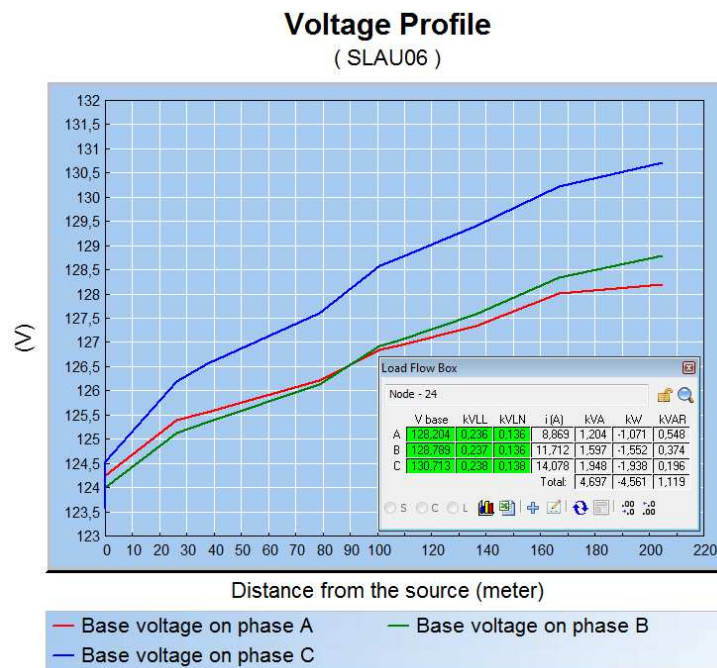 Voltage Profile
( SLAU06 )
132
131,5
131
130,5
130
129,5
129
128,5
128
127,5
127
126,5
126
125,5
125
124,5
124
123,5
123
(V)
Load Flow Box
Node - 24
V base kVLL kVLN i (A) kVA kW kVAR
A 128,204 0,236 0,136 8,869 1,204 -1,071 0,548
B 128,789 0,237 0,136 11,712 1,597 -1,552 0,374
C 130,713 0,238 0,138 14,078 1,948 -1,938 0,196
Total: 4,697 -4,561 1,119
S C L
0 10 20 30 40 50 60 70 80 90 100 120 140 160 180 200 220
Distance from the source (meter)
Base voltage on phase A Base voltage on phase B
Base voltage on phase C